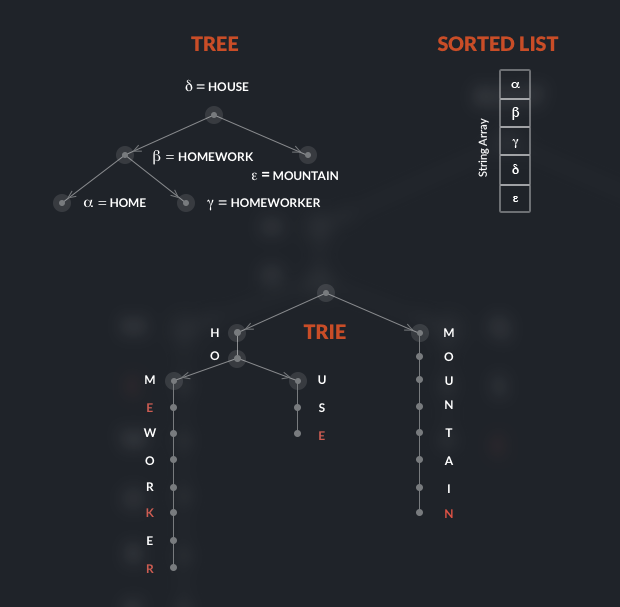 TREE
SORTED LIST
δ = HOUSE
β = HOMEWORK
ε = MOUNTAIN
α = HOME
γ = HOMEWORKER
String Array
α
β
γ
δ
ε
TRIE
H
O
M
E
W
O
R
K
E
R
U
S
E
M
O
U
N
T
A
I
N